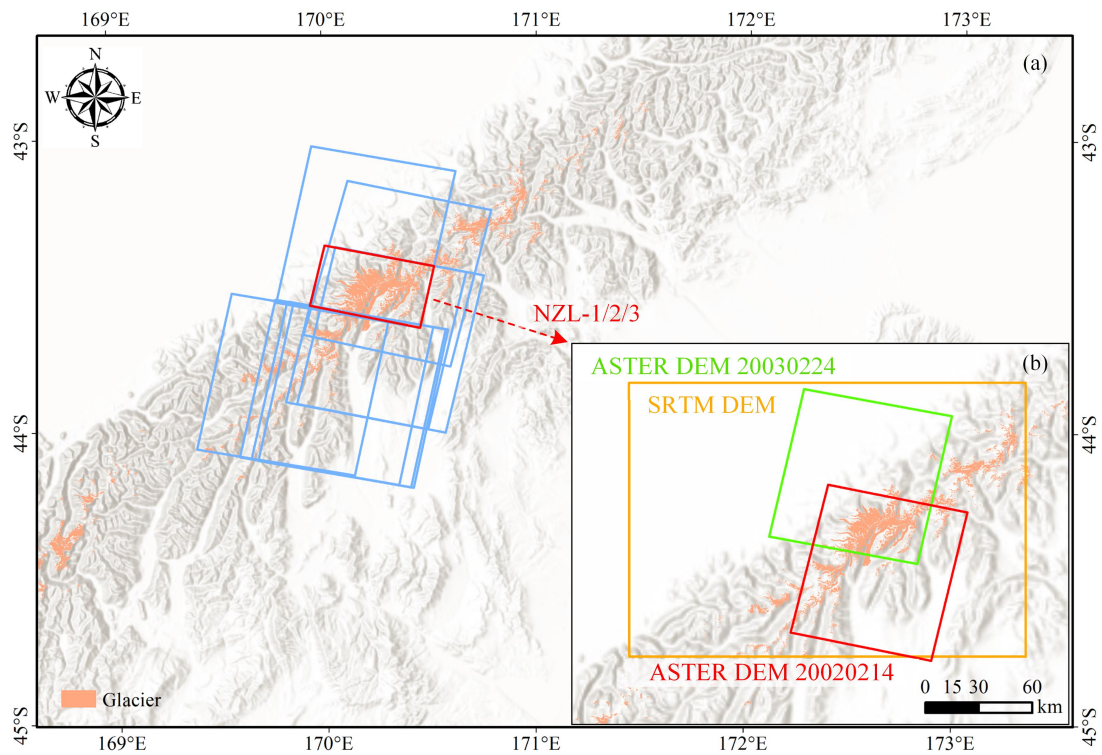 169°E 170°E 171°E 172°E 173°E
(a)
N
W E
S
43°S 43°S
NZL-1/2/3
(b)
ASTER DEM 20030224
SRTM DEM
44°S 44°S
ASTER DEM 20020214
0 15 30 60
km
Glacier
45°S 45°S
169°E 170°E 171°E 172°E 173°E